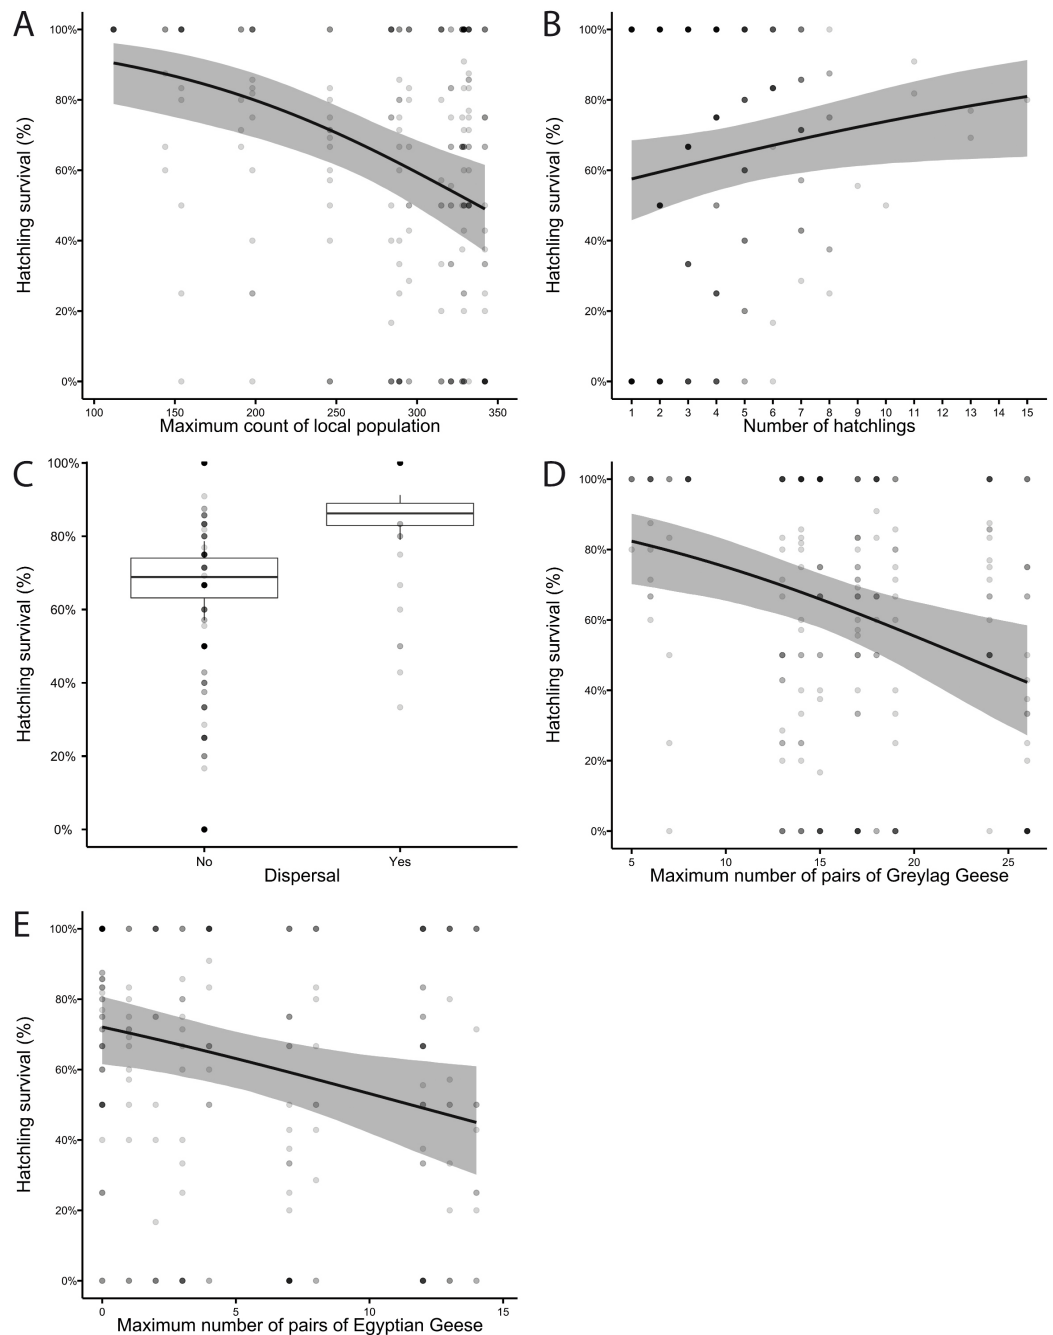 A
Hatchling survival (%)
100%
80%
60%
40%
20%
0%
100 150 200 250 300 350
Maximum count of local population
B
Hatchling survival (%)
100%
80%
60%
40%
20%
0%
1 2 3 4 5 6 7 8 9 10 11 12 13 14 15
Number of hatchlings
C
Hatchling survival (%)
100%
80%
60%
40%
20%
0%
No Yes
Dispersal
D
Hatchling survival (%)
100%
80%
60%
40%
20%
0%
5 10 15 20 25
Maximum number of pairs of Greylag Geese
E
Hatchling survival (%)
100%
80%
60%
40%
20%
0%
0 5 10 15
Maximum number of pairs of Egyptian Geese